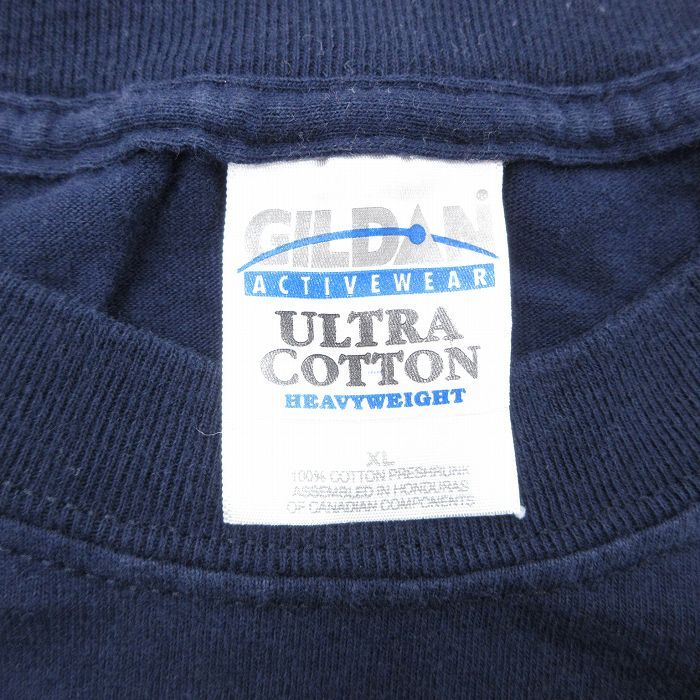 GILDAN®
ACTIVEWEAR
ULTRA
COTTON
HEAVYWEIGHT
XL
100% COTTON PRESHRUNK
ASSEMBLED IN HONDURAS
OF CANADIAN COMPONENTS